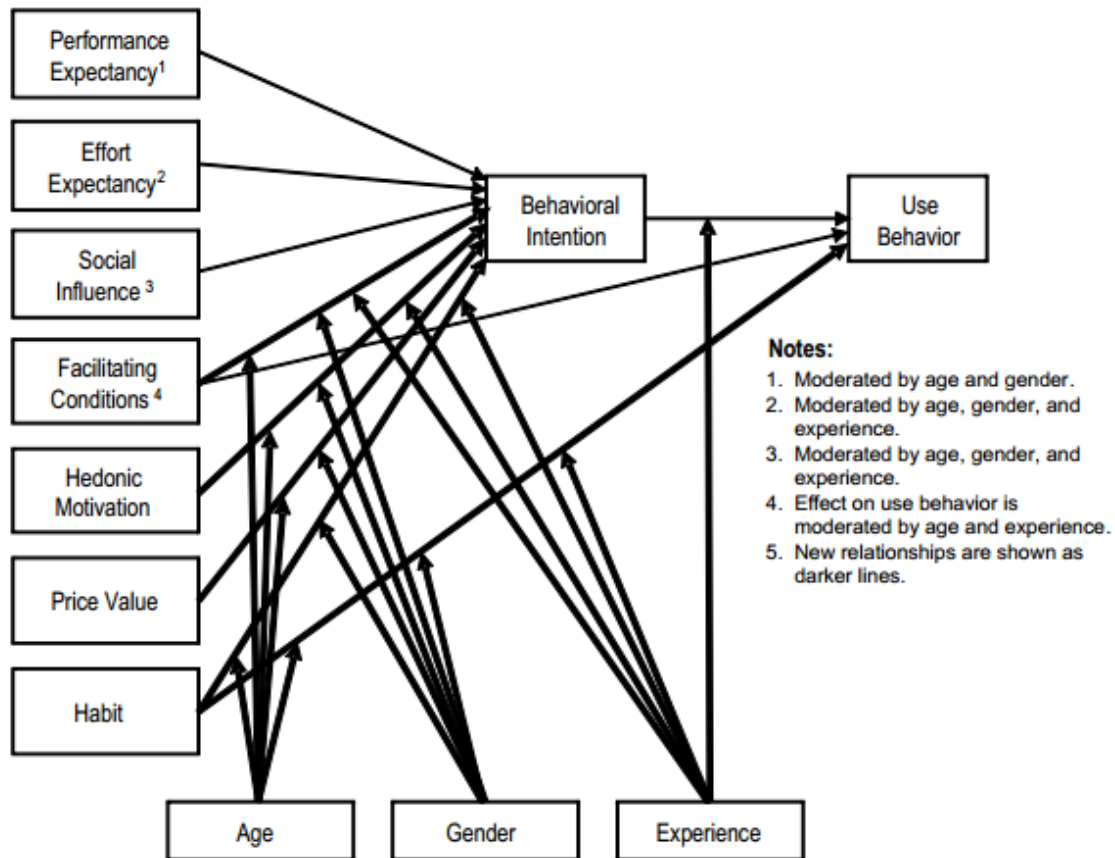 Performance
Expectancy1
Effort
Expectancy2
Social
Influence 3
Facilitating
Conditions 4
Hedonic
Motivation
Price Value
Habit
Behavioral
Intention
Use
Behavior
Notes:
1. Moderated by age and gender.
2. Moderated by age, gender, and
experience.
3. Moderated by age, gender, and
experience.
4. Effect on use behavior is
moderated by age and experience.
5. New relationships are shown as
darker lines.
Age
Gender
Experience